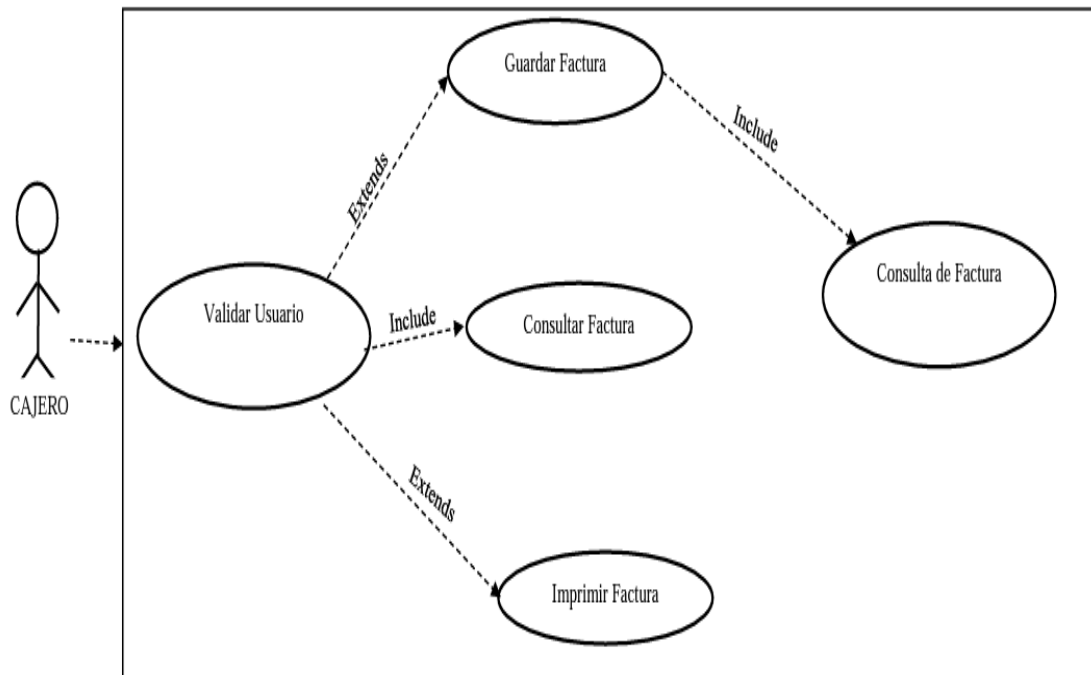 Guardar Factura
Include
Extends
Consulta de Factura
Validar Usuario
Include
Consultar Factura
CAJERO
Extends
Imprimir Factura